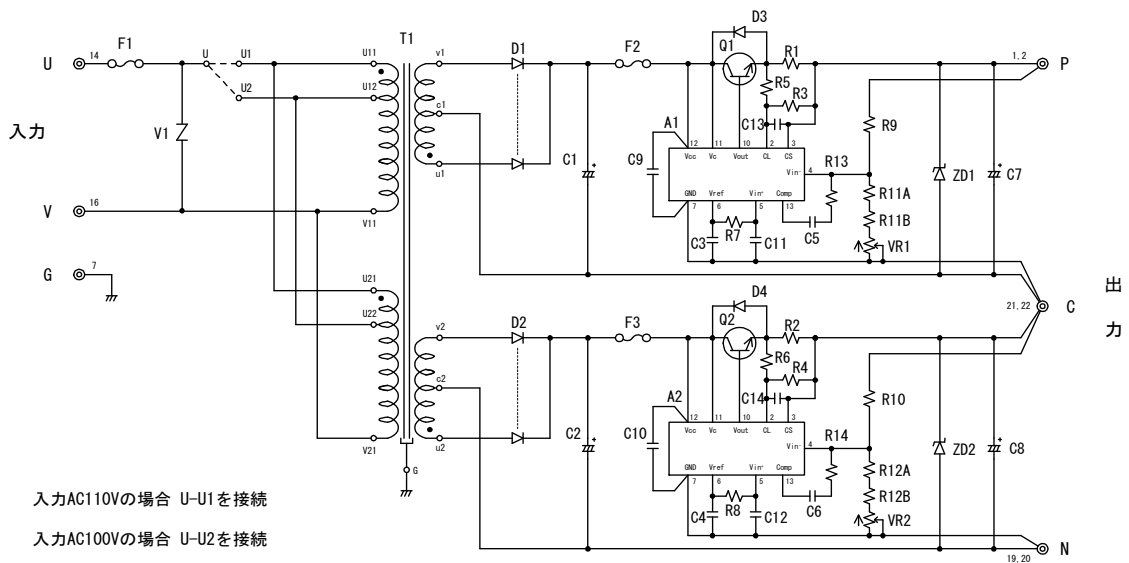 D3
F1
T1
D1
F2
Q1
R1
U 14
U
U1
U11
v1
1,2 P
U2
U12
R5
R3
入力
V1
c1
C13
R9
A1
12 11 10 2 3
Vcc Vc Vout CL CS
R13
C1
C9
Vin- 4
u1
ZD1
C7
R11A
GND Vref Vin+ Comp
V 16
V11
7 6 5 13
R11B
R7
C3
C11
C5
VR1
G 7
U21
D4
出
21,22 C
力
U22
v2
D2
F3
Q2
R2
R6
R4
c2
C14
R10
A2
12 11 10 2 3
Vcc Vc Vout CL CS
R14
C2
C10
Vin- 4
V21
u2
ZD2
C8
G
R12A
GND Vref Vin+ Comp
7 6 5 13
R12B
入力AC110Vの場合 U-U1を接続
R8
C4
C12
C6
VR2
入力AC100Vの場合 U-U2を接続
19,20 N